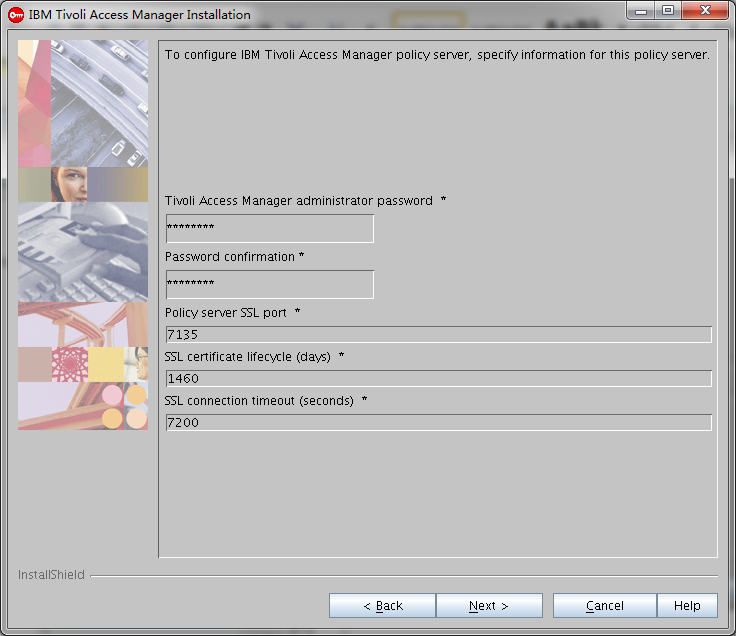 IBM Tivoli Access Manager Installation
To configure IBM Tivoli Access Manager policy server, specify information for this policy server.
Tivoli Access Manager administrator password *
********
Password confirmation *
********
Policy server SSL port *
7135
SSL certificate lifecycle (days) *
1460
SSL connection timeout (seconds) *
7200
InstallShield
< Back
Next >
Cancel
Help